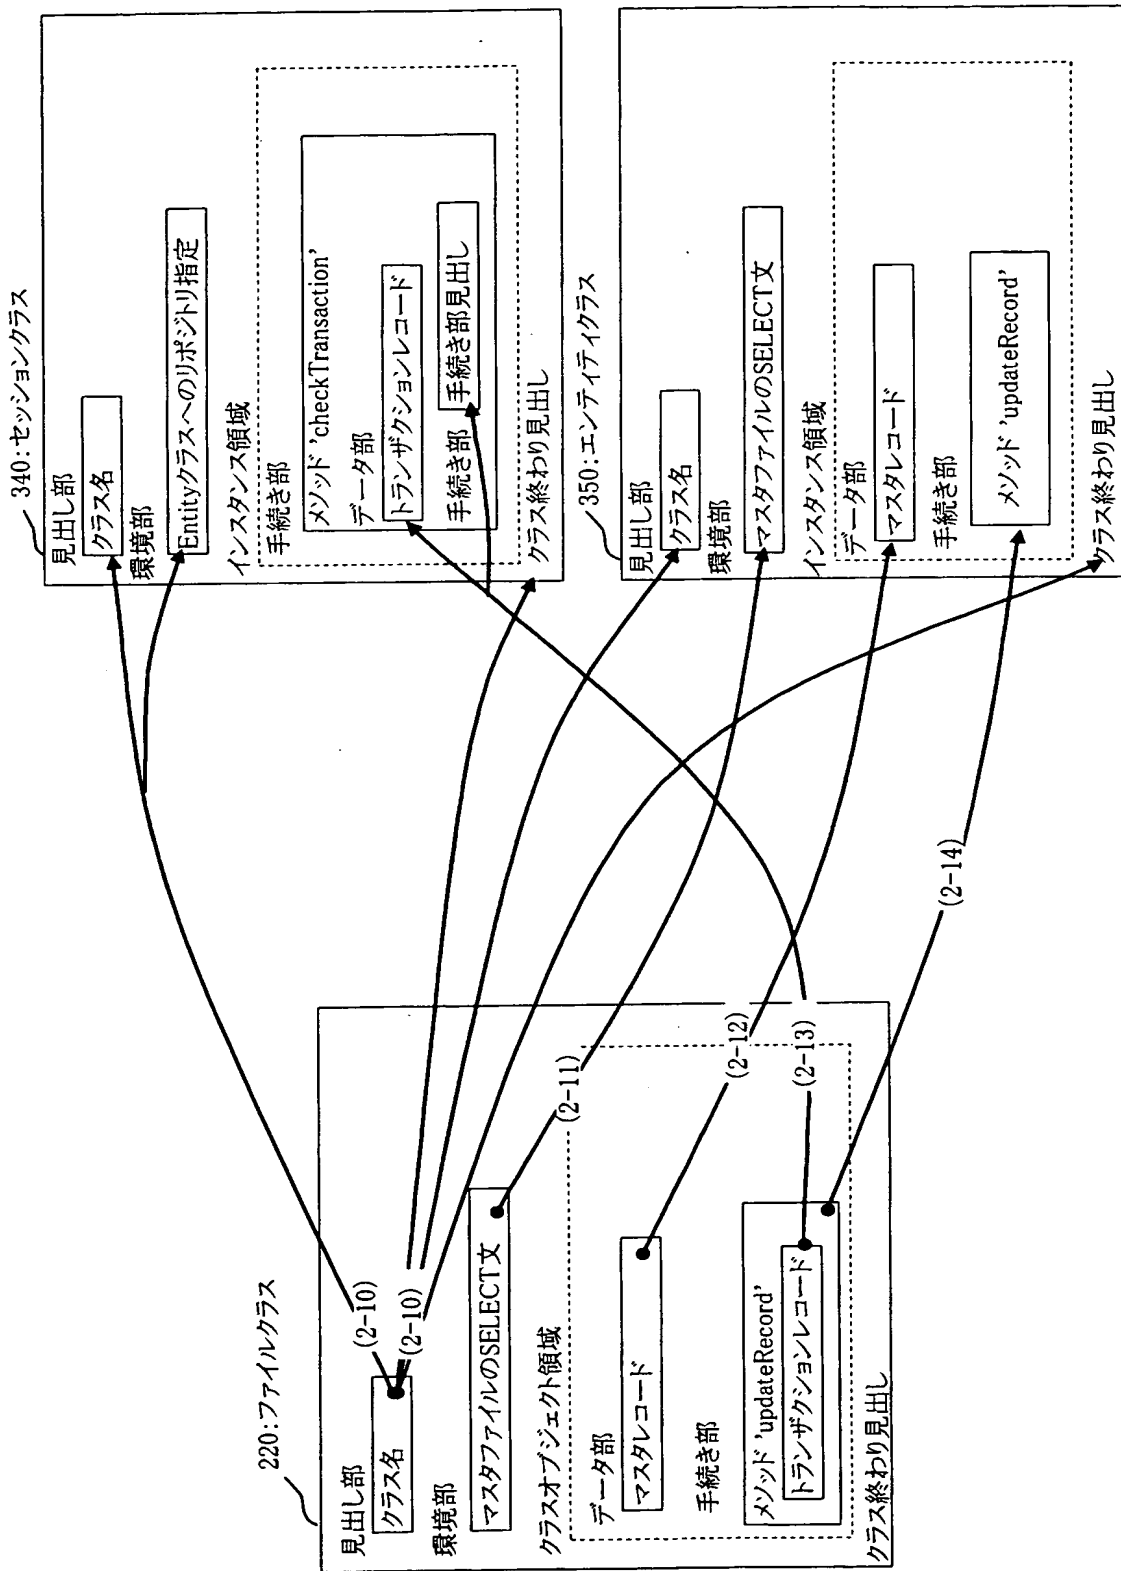 220:ファイルクラス
見出し部
クラス名
環境部
マスタファイルのSELECT文
クラスオブジェクト領域
データ部
マスタレコード
手続き部
メソッド 'updateRecord'
トランザクションレコード
クラス終わり見出し
(2-10)
(2-10)
(2-11)
(2-12)
(2-13)
(2-14)
340:セッションクラス
見出し部
クラス名
環境部
Entityクラスへのリポジトリ指定
インスタンス領域
手続き部
メソッド 'checkTransaction'
データ部
トランザクションレコード
手続き部
手続き部見出し
クラス終わり見出し
350:エンティティクラス
見出し部
クラス名
環境部
マスタファイルのSELECT文
インスタンス領域
データ部
マスタレコード
手続き部
メソッド 'updateRecord'
クラス終わり見出し